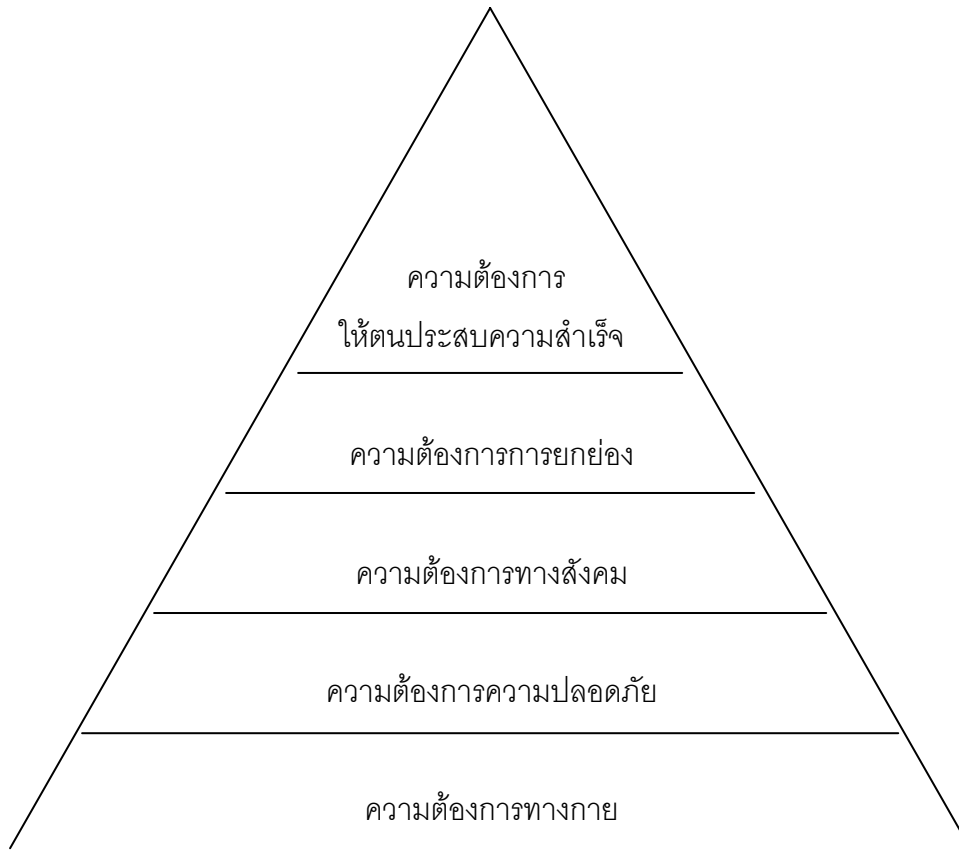 ความต้องการ
ให้ตนประสบความสำเร็จ
ความต้องการการยกย่อง
ความต้องการทางสังคม
ความต้องการความปลอดภัย
ความต้องการทางกาย